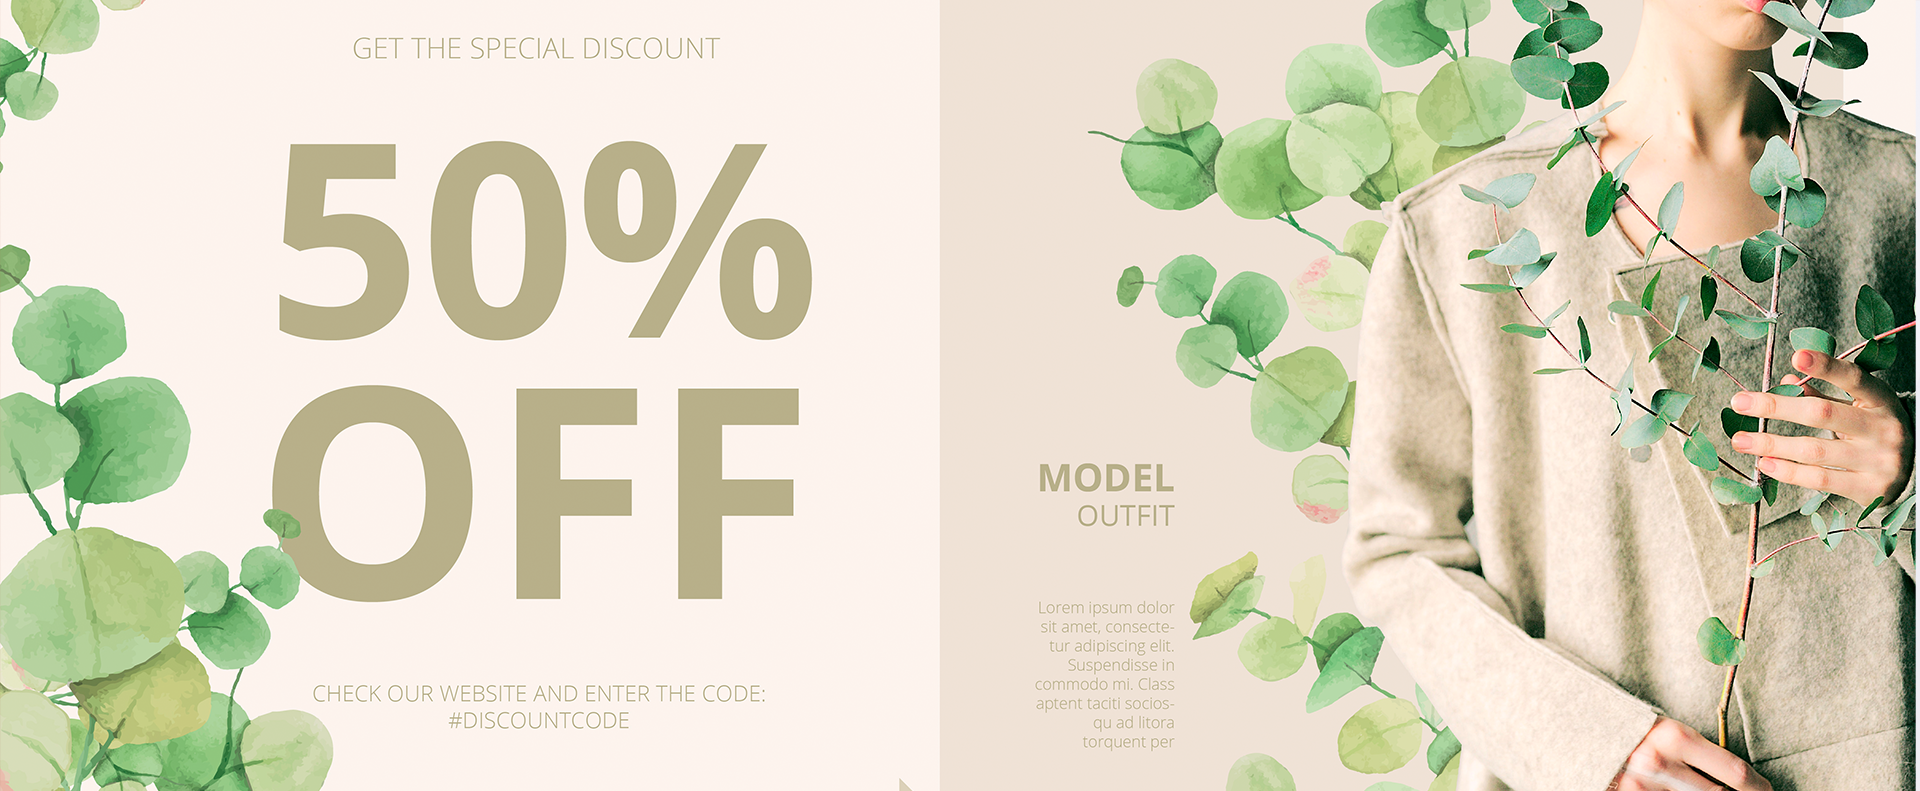 GET THE SPECIAL DISCOUNT
50%
OFF
CHECK OUR WEBSITE AND ENTER THE CODE:
#DISCOUNTCODE
MODEL
OUTFIT
Lorem ipsum dolor
sit amet, consecte-
tur adipiscing elit.
Suspendisse in
commodo mi. Class
aptent taciti socios-
qu ad litora
torquent per